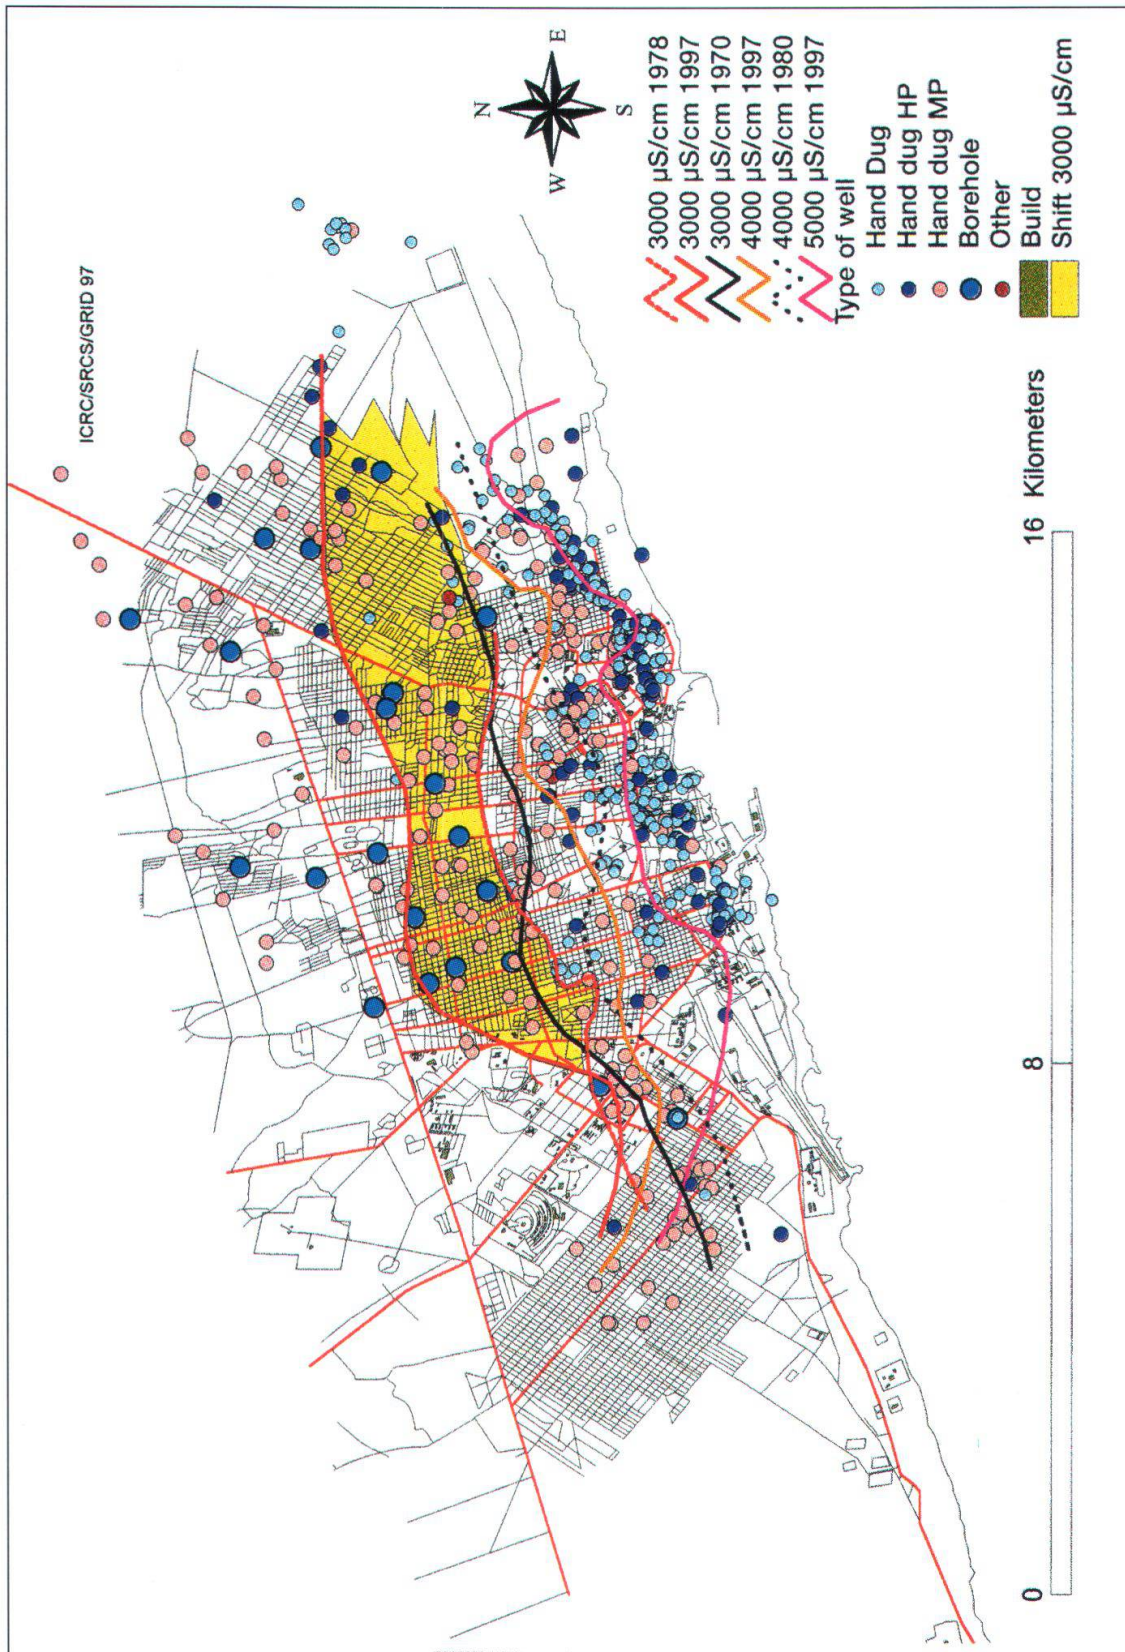 ICRC/SRCS/GRID 97
N
W
E
S
3000 µS/cm 1978
3000 µS/cm 1997
3000 µS/cm 1970
4000 µS/cm 1997
4000 µS/cm 1980
5000 µS/cm 1997
Type of well
Hand Dug
Hand dug HP
Hand dug MP
Borehole
Other
Build
Shift 3000 µS/cm
0
8
16 Kilometers